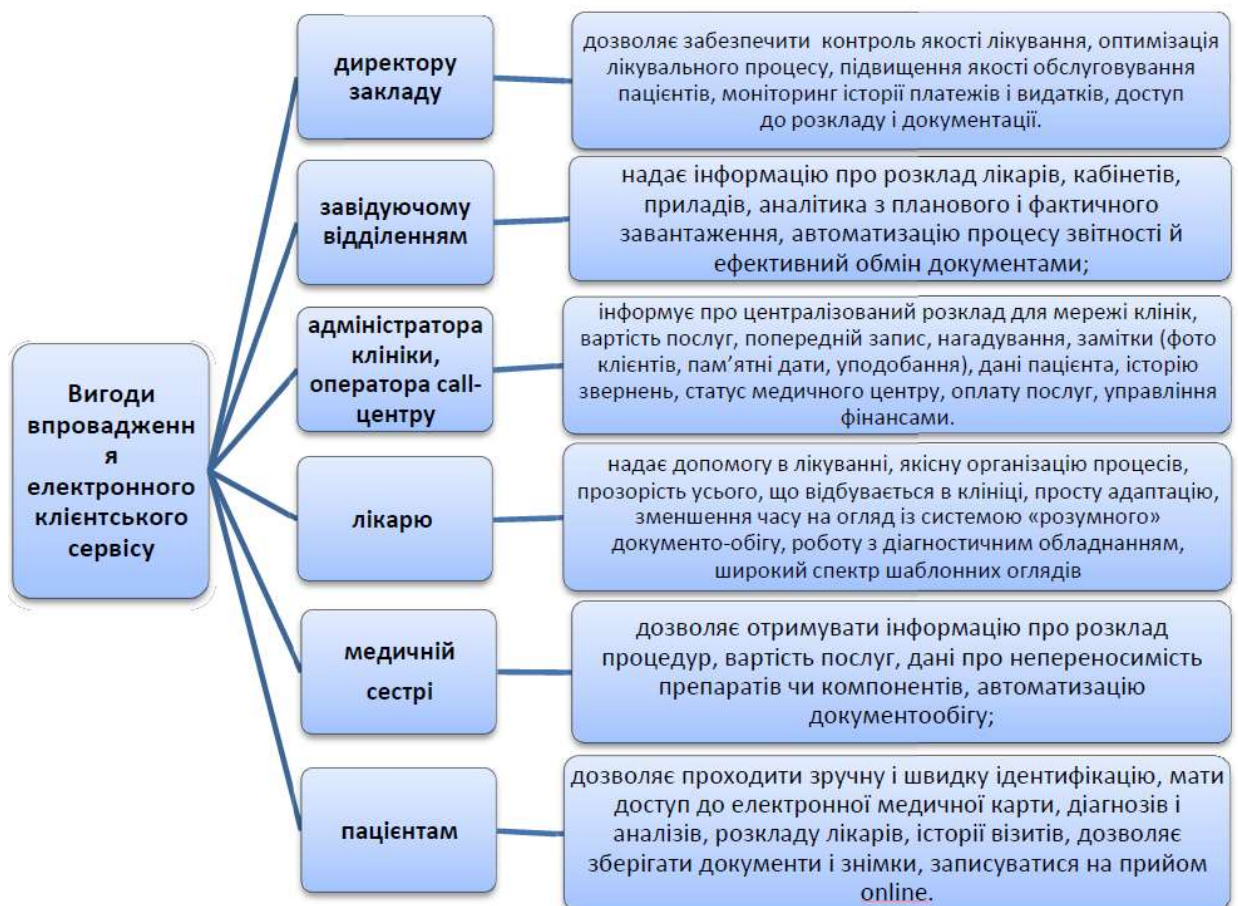 Вигоди
впровадженн
я
електронного
клієнтського
сервісу
директору
закладу
дозволяє забезпечити контроль якості лікування, оптимізація
лікувального процесу, підвищення якості обслуговування
пацієнтів, моніторинг історії платежів і видатків, доступ
до розкладу і документації.
завідуючому
відділенням
надає інформацію про розклад лікарів, кабінетів,
приладів, аналітика з планового і фактичного
завантаження, автоматизацію процесу звітності й
ефективний обмін документами;
адміністратора
клініки,
оператора call-
центру
інформує про централізований розклад для мережі клінік,
вартість послуг, попередній запис, нагадування, замітки (фото
клієнтів, пам’ятні дати, уподобання), дані пацієнта, історію
звернень, статус медичного центру, оплату послуг, управління
фінансами.
лікарю
надає допомогу в лікуванні, якісну організацію процесів,
прозорість усього, що відбувається в клініці, просту адаптацію,
зменшення часу на огляд із системою «розумного»
документо-обігу, роботу з діагностичним обладнанням,
широкий спектр шаблонних оглядів
медичній
сестрі
дозволяє отримувати інформацію про розклад
процедур, вартість послуг, дані про непереносимість
препаратів чи компонентів, автоматизацію
документообігу;
пацієнтам
дозволяє проходити зручну і швидку ідентифікацію, мати
доступ до електронної медичної карти, діагнозів і
аналізів, розкладу лікарів, історії візитів, дозволяє
зберігати документи і знімки, записуватися на прийом
online.